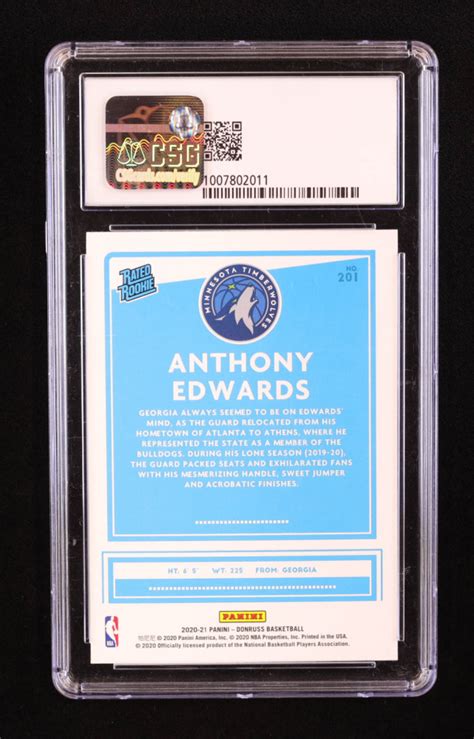 CSG
1007802011
RATED
ROOKIE
MINNESOTA TIMBERWOLVES
NO.
201
ANTHONY
EDWARDS
GEORGIA ALWAYS SEEMED TO BE ON EDWARDS'
MIND, AS THE GUARD RELOCATED FROM HIS
HOMETOWN OF ATLANTA TO ATHENS, WHERE HE
REPRESENTED THE STATE AS A MEMBER OF THE
BULLDOGS. DURING HIS LONE SEASON (2019-20),
THE GUARD PACKED SEATS AND EXHILARATED FANS
WITH HIS MESMERIZING HANDLE, SWEET JUMPER
AND ACROBATIC FINISHES.
HT: 6' 5" WT: 225 FROM: GEORGIA
PANINI
2020-21 PANINI - DONRUSS BASKETBALL
© 2020 Panini America, Inc. © 2020 NBA Properties, Inc. Printed in the USA.
© 2020 Officially licensed product of the National Basketball Players Association.